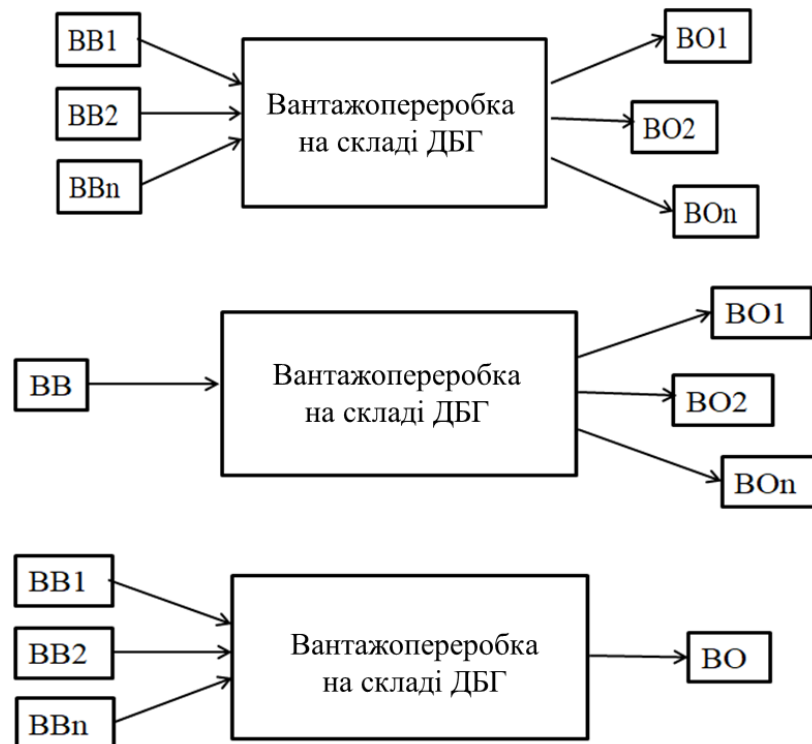 ВВ1
ВВ2
ВВn
Вантажопереробка
на складі ДБГ
ВО1
ВО2
ВОn
ВВ
Вантажопереробка
на складі ДБГ
ВО1
ВО2
ВОn
ВВ1
ВВ2
ВВn
Вантажопереробка
на складі ДБГ
ВО